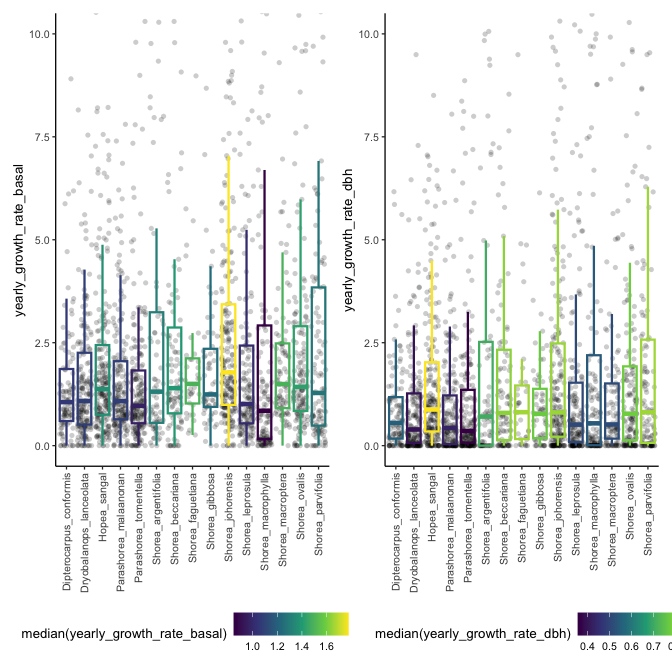 yearly_growth_rate_basal
10.0
7.5
5.0
2.5
0.0
Dipterocarpus_conformis
Dryobalanops_lanceolata
Hopea_sangal
Parashorea_malaanonan
Parashorea_tomentella
Shorea_argentifolia
Shorea_beccariana
Shorea_faguetiana
Shorea_gibbosa
Shorea_johorensis
Shorea_leprosula
Shorea_macrophylla
Shorea_macroptera
Shorea_ovalis
Shorea_parvifolia
median(yearly_growth_rate_basal)
1.0 1.2 1.4 1.6
yearly_growth_rate_dbh
10.0
7.5
5.0
2.5
0.0
Dipterocarpus_conformis
Dryobalanops_lanceolata
Hopea_sangal
Parashorea_malaanonan
Parashorea_tomentella
Shorea_argentifolia
Shorea_beccariana
Shorea_faguetiana
Shorea_gibbosa
Shorea_johorensis
Shorea_leprosula
Shorea_macrophylla
Shorea_macroptera
Shorea_ovalis
Shorea_parvifolia
median(yearly_growth_rate_dbh)
0.4 0.5 0.6 0.7